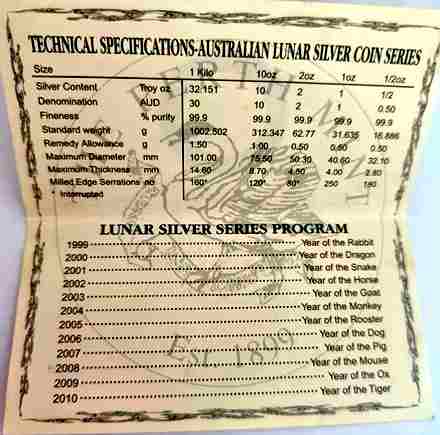 TECHNICAL SPECIFICATIONS-AUSTRALIAN LUNAR SILVER COIN SERIES
Size 1 Kilo 10oz 2oz 1oz 1/2oz
Silver Content Troy oz 32.151 10 2 1 1/2
Denomination AUD 30 10 2 1 0.50
Fineness % purity 99.9 99.9 99.9 99.9 99.9
Standard weight g 1002.502 312.347 62.77 31.635 16.886
Remedy Allowance g 1.50 1.00 0.50 0.50 0.50
Maximum Diameter mm 101.00 75.50 50.30 40.60 32.10
Maximum Thickness mm 14.60 8.70 4.50 4.00 2.80
Milled Edge Serrations no 160* 120* 80* 250 180
* Interrupted
PERTH MINT
LUNAR SILVER SERIES PROGRAM
1999 Year of the Rabbit
2000 Year of the Dragon
2001 Year of the Snake
2002 Year of the Horse
2003 Year of the Goat
2004 Year of the Monkey
2005 Year of the Rooster
2006 Year of the Dog
2007 Year of the Pig
2008 Year of the Mouse
2009 Year of the Ox
2010 Year of the Tiger
Est. 1899